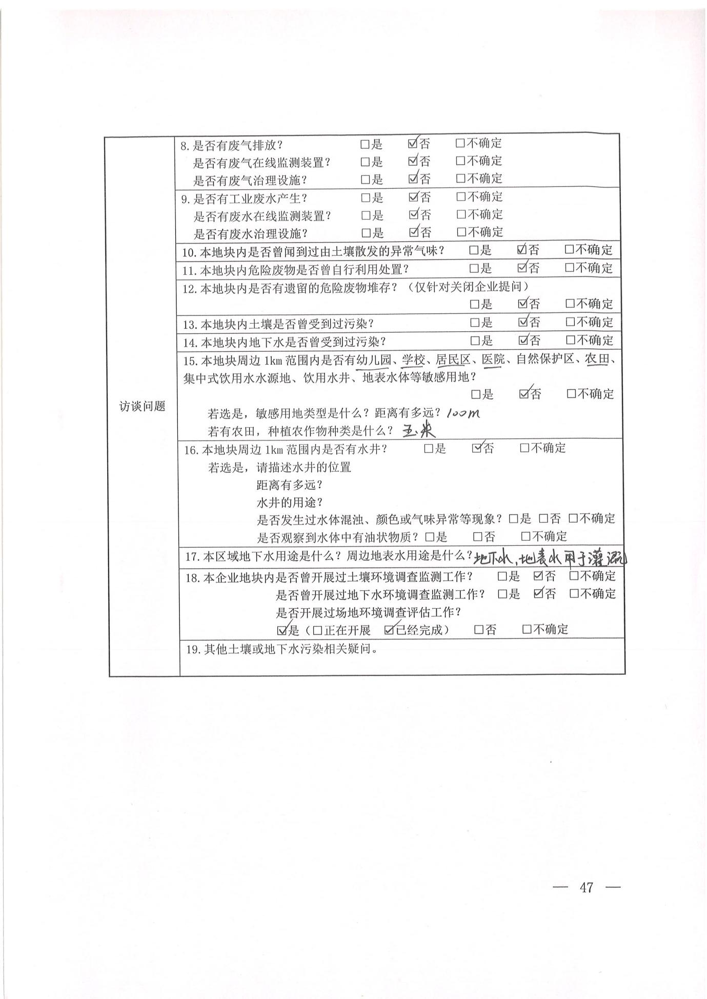 8.是否有废气排放？ □是 ☑否 □不确定
是否有废气在线监测装置？ □是 ☑否 □不确定
是否有废气治理设施？ □是 ☑否 □不确定
9.是否有工业废水产生？ □是 ☑否 □不确定
是否有废水在线监测装置？ □是 ☑否 □不确定
是否有废水治理设施？ □是 ☑否 □不确定
10.本地块内是否曾闻到过由土壤散发的异常气味？ □是 ☑否 □不确定
11.本地块内危险废物是否曾自行利用处置？ □是 ☑否 □不确定
12.本地块内是否有遗留的危险废物堆存？（仅针对关闭企业提问）
□是 ☑否 □不确定
13.本地块内土壤是否曾受到过污染？ □是 ☑否 □不确定
14.本地块内地下水是否曾受到过污染？ □是 ☑否 □不确定
15.本地块周边1km范围内是否有幼儿园、学校、居民区、医院、自然保护区、农田、
集中式饮用水水源地、饮用水井、地表水体等敏感用地？
□是 ☑否 □不确定
访谈问题
若选是，敏感用地类型是什么？距离有多远？100m
若有农田，种植农作物种类是什么？ 玉米
16.本地块周边1km范围内是否有水井？ □是 ☑否 □不确定
若选是，请描述水井的位置
距离有多远？
水井的用途？
是否发生过水体混浊、颜色或气味异常等现象？□是 □否 □不确定
是否观察到水体中有油状物质？□是 □否 □不确定
17.本区域地下水用途是什么？周边地表水用途是什么？地下水，地表水用于灌溉
18.本企业地块内是否曾开展过土壤环境调查监测工作？ □是 ☑否 □不确定
是否曾开展过地下水环境调查监测工作？ □是 ☑否 □不确定
是否开展过场地环境调查评估工作？
☑是（□正在开展 ☑已经完成） □否 □不确定
19.其他土壤或地下水污染相关疑问。
— 47 —